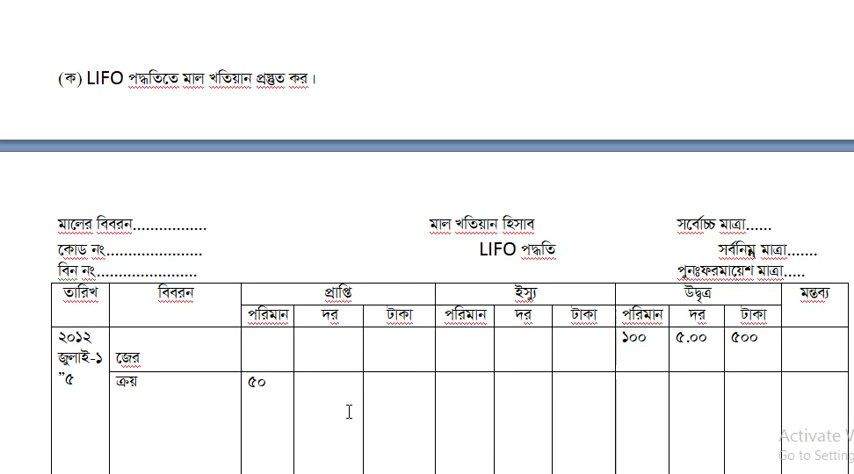 (ক) LIFO পদ্ধতিতে মাল খতিয়ান প্রস্তুত কর।
মালের বিবরন................. মাল খতিয়ান হিসাব সর্বোচ্চ মাত্রা......
কোড নং...................... LIFO পদ্ধতি সর্বনিম্ন মাত্রা.......
বিন নং....................... পুনঃফরমায়েশ মাত্রা.....
তারিখ বিবরন প্রাপ্তি ইস্যু উদ্বৃত্ত মন্তব্য
পরিমান দর টাকা পরিমান দর টাকা পরিমান দর টাকা
২০১২ ১০০ ৫.০০ ৫০০
জুলাই-১ জের
”৫ ক্রয় ৫০
Activate
Go to Setting